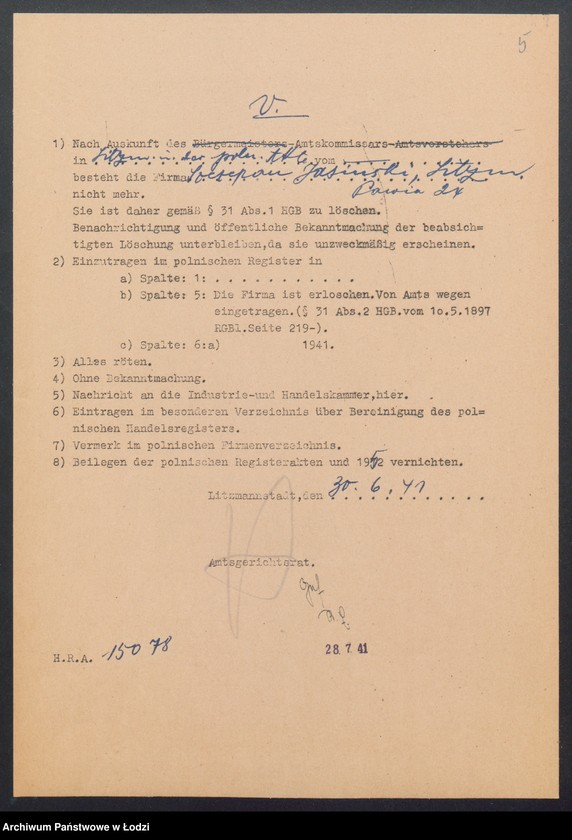 5
V.
1) Nach Auskunft des Bürgermeisters-Amtskommissars-Amtsvorstehers
in Litzm. in der poln. Akte vom . . . . . . . .
besteht die Firma Szczepan Jasinski, Litzm.
nicht mehr.
Sie ist daher gemäß § 31 Abs.1 HGB zu löschen.
Benachrichtigung und öffentliche Bekanntmachung der beabsich=
tigten Löschung unterbleiben,da sie unzweckmäßig erscheinen.
2) Einzutragen im polnischen Register in
a) Spalte: 1: . . . . . . . . . . . .
b) Spalte: 5: Die Firma ist erloschen.Von Amts wegen
eingetragen.(§ 31 Abs.2 HGB.vom 1o.5.1897
RGBl.Seite 219-).
c) Spalte: 6:a) 1941.
3) Alles röten.
4) Ohne Bekanntmachung.
5) Nachricht an die Industrie-und Handelskammer,hier.
6) Eintragen im besonderen Verzeichnis über Bereinigung des pol=
nischen Handelsregisters.
7) Vermerk im polnischen Firmenverzeichnis.
8) Beilegen der polnischen Registerakten und 1952 vernichten.
Litzmannstadt,den 30. 6. 41
Amtsgerichtsrat.
H.R.A. 15078
28. 7. 41
Archiwum Państwowe w Łodzi